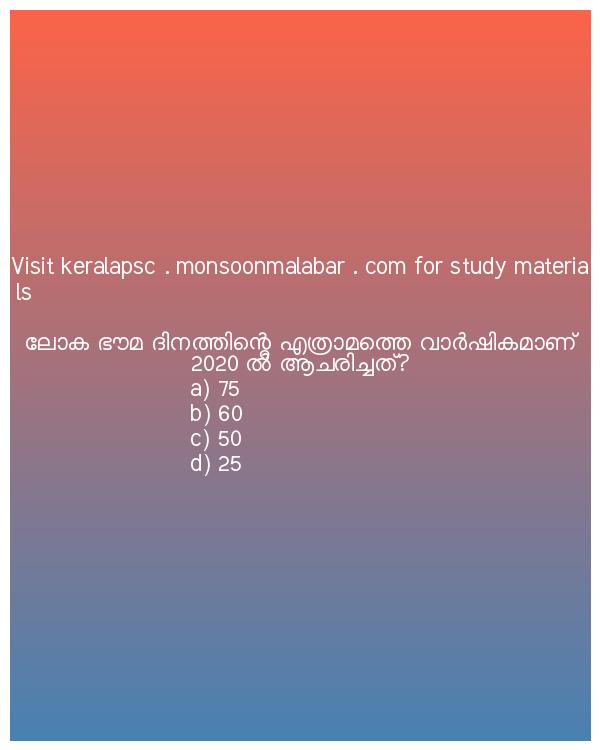 Visit keralapsc . monsoonmalabar . com for study materia
ls
ലോക ഭൗമ ദിനത്തിന്റെ എത്രാമത്തെ വാർഷികമാണ്
2020 ൽ ആചരിച്ചത്?
a) 75
b) 60
c) 50
d) 25